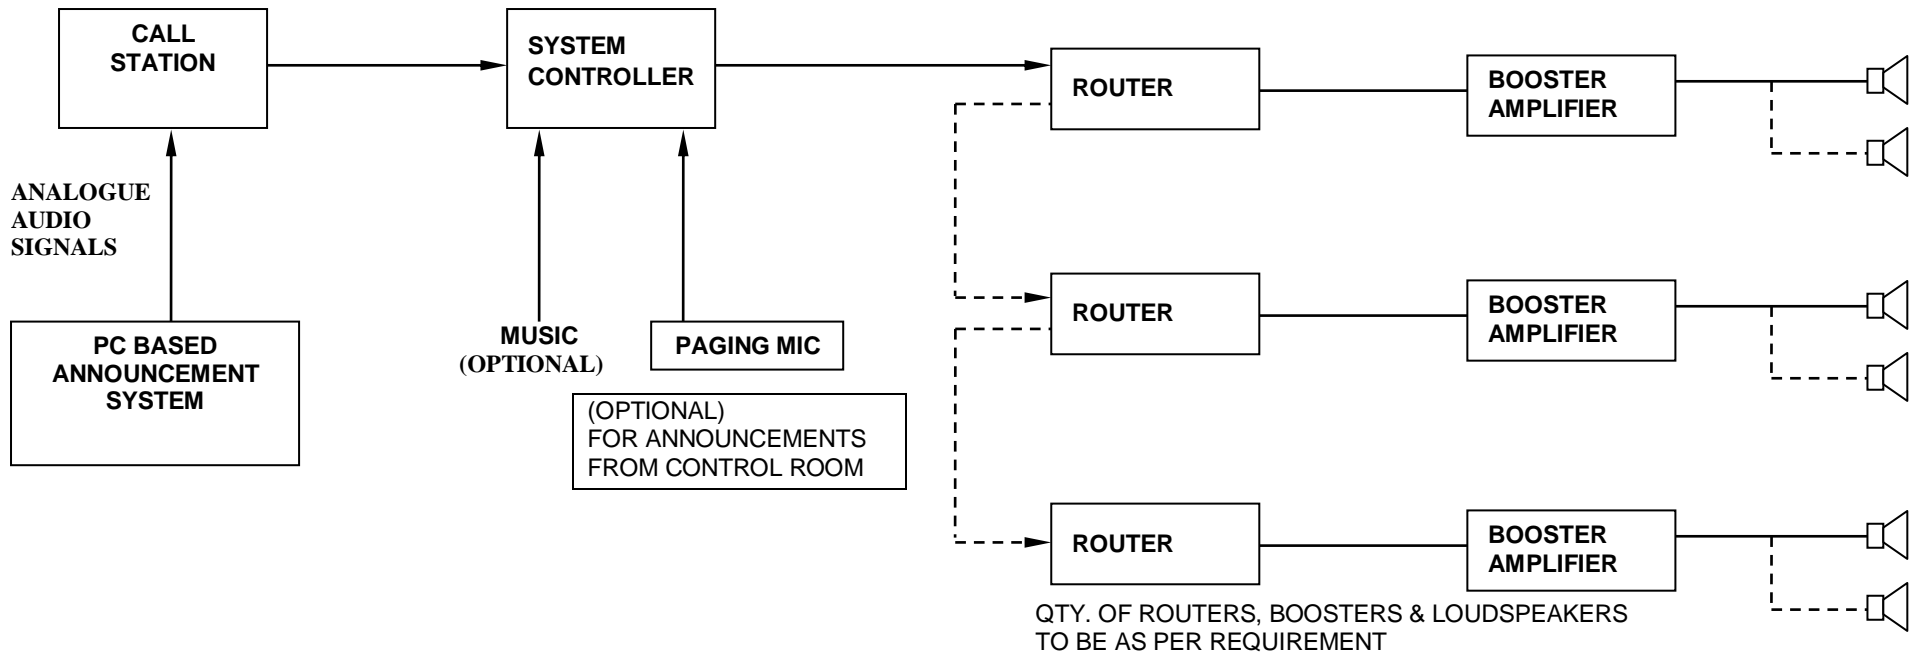 CALL
STATION
SYSTEM
CONTROLLER
ROUTER
BOOSTER
AMPLIFIER
ANALOGUE
AUDIO
SIGNALS
PC BASED
ANNOUNCEMENT
SYSTEM
MUSIC
(OPTIONAL)
PAGING MIC
(OPTIONAL)
FOR ANNOUNCEMENTS
FROM CONTROL ROOM
ROUTER
BOOSTER
AMPLIFIER
ROUTER
BOOSTER
AMPLIFIER
QTY. OF ROUTERS, BOOSTERS & LOUDSPEAKERS
TO BE AS PER REQUIREMENT